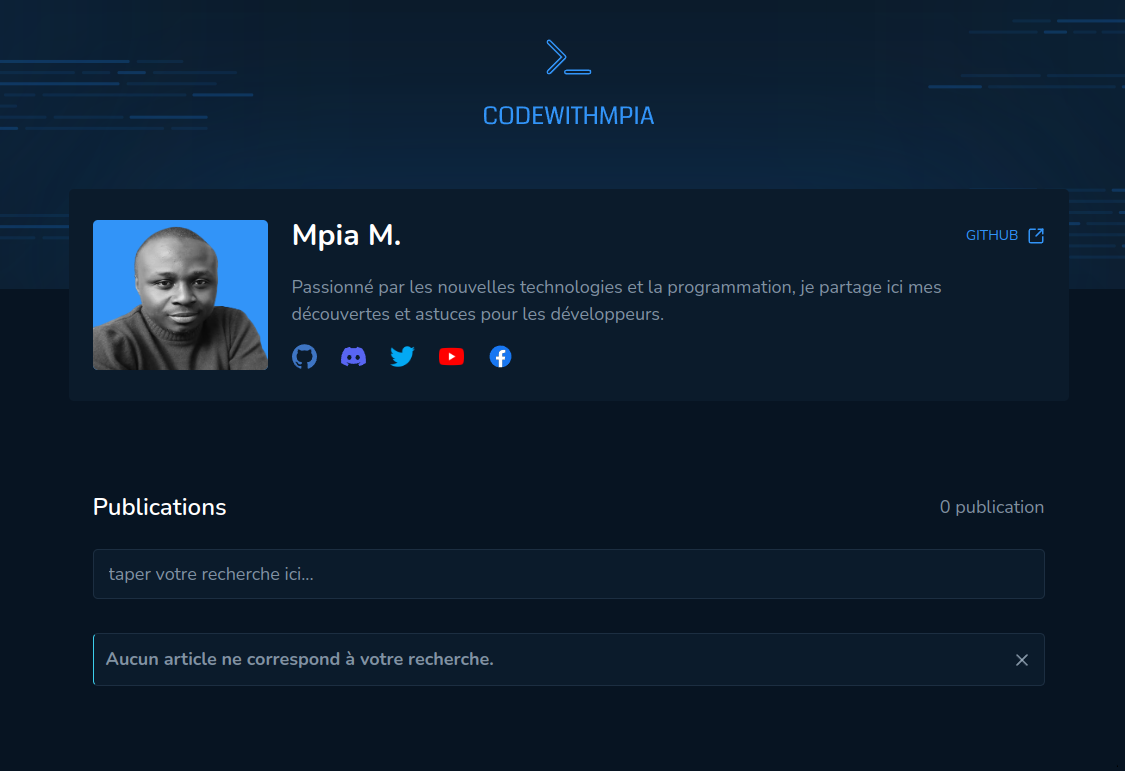 CODEWITHMPIA
Mpia M.
GITHUB
Passionné par les nouvelles technologies et la programmation, je partage ici mes
découvertes et astuces pour les développeurs.
Publications
0 publication
taper votre recherche ici...
Aucun article ne correspond à votre recherche.